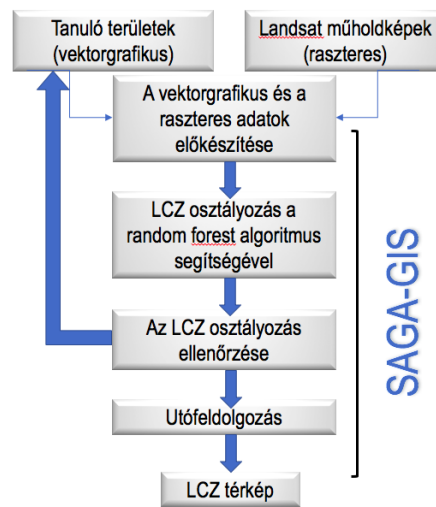 Tanuló területek
(vektorgrafikus)
Landsat műholdképek
(raszteres)
A vektorgrafikus és a
raszteres adatok
előkészítése
LCZ osztályozás a
random forest algoritmus
segítségével
Az LCZ osztályozás
ellenőrzése
Utófeldolgozás
LCZ térkép
SAGA-GIS